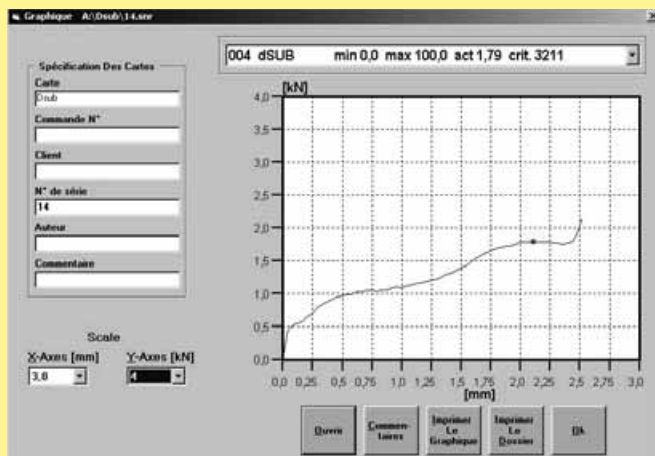 Graphique A:\Dsub\14.snr
004 dSUB min 0,0 max 100,0 act 1,79 crit. 3211
Spécification Des Cartes
Carte
Dsub
Commande N°
Client
N° de série
14
Auteur
Commentaire
Scale
X-Axes [mm] Y-Axes [kN]
3,0 4
[kN]
4,0
3,5
3,0
2,5
2,0
1,5
1,0
0,5
0,0
0,0 0,25 0,5 0,75 1,0 1,25 1,5 1,75 2,0 2,25 2,5 2,75 3,0
[mm]
Ouvrir
Commen-
taires
Imprimer
Le
Graphique
Imprimer
Le
Dossier
Ok